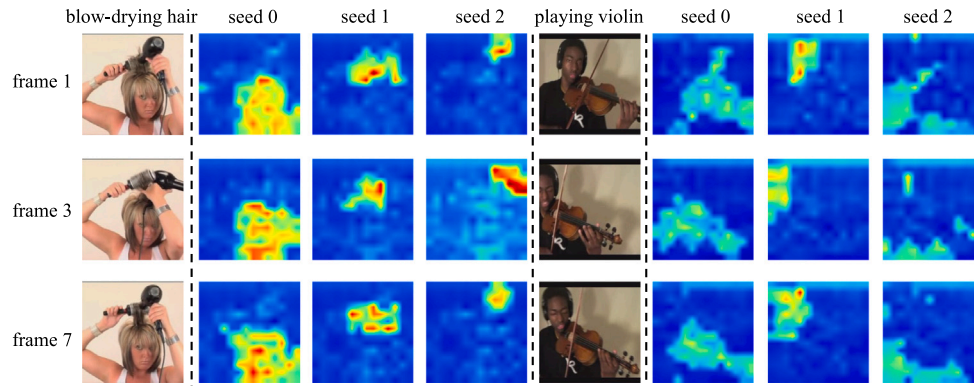 blow-drying hair seed 0 seed 1 seed 2 playing violin seed 0 seed 1 seed 2
frame 1
frame 3
frame 7